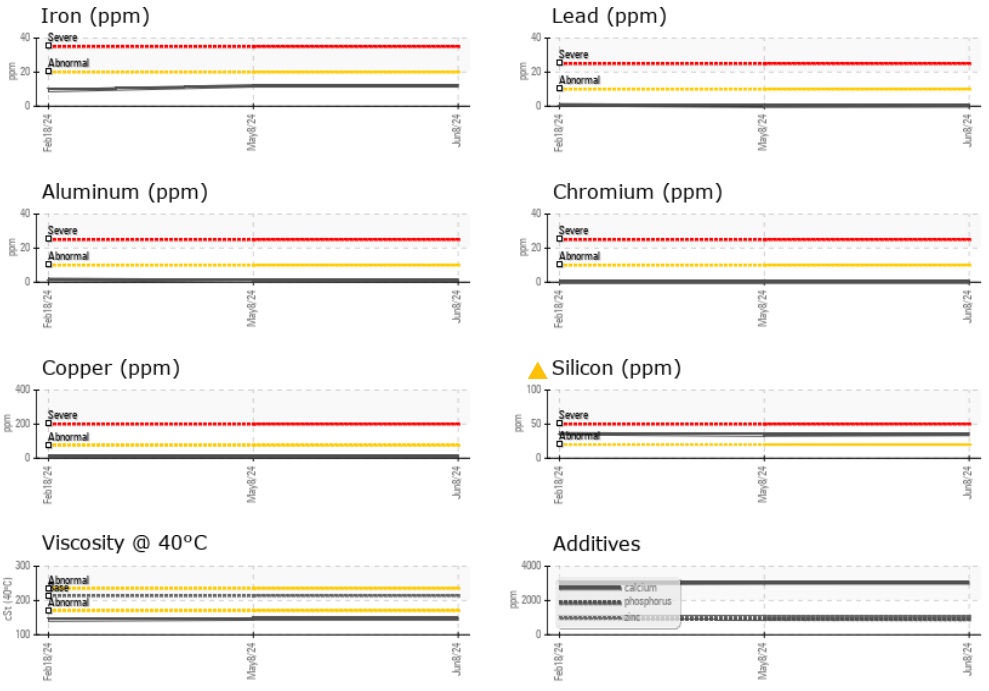 Iron (ppm)
ppm
40
20
0
Severe
Abnormal
Feb18/24
May8/24
Jun8/24
Lead (ppm)
ppm
40
20
0
Severe
Abnormal
Feb18/24
May8/24
Jun8/24
Aluminum (ppm)
ppm
40
20
0
Severe
Abnormal
Feb18/24
May8/24
Jun8/24
Chromium (ppm)
ppm
40
20
0
Severe
Abnormal
Feb18/24
May8/24
Jun8/24
Copper (ppm)
ppm
400
200
0
Severe
Abnormal
Feb18/24
May8/24
Jun8/24
Silicon (ppm)
ppm
100
50
0
Severe
Abnormal
Feb18/24
May8/24
Jun8/24
Viscosity @ 40°C
cSt (40°C)
300
200
100
Abnormal
Base
Abnormal
Feb18/24
May8/24
Jun8/24
Additives
ppm
4000
2000
0
calcium
phosphorus
zinc
Feb18/24
May8/24
Jun8/24